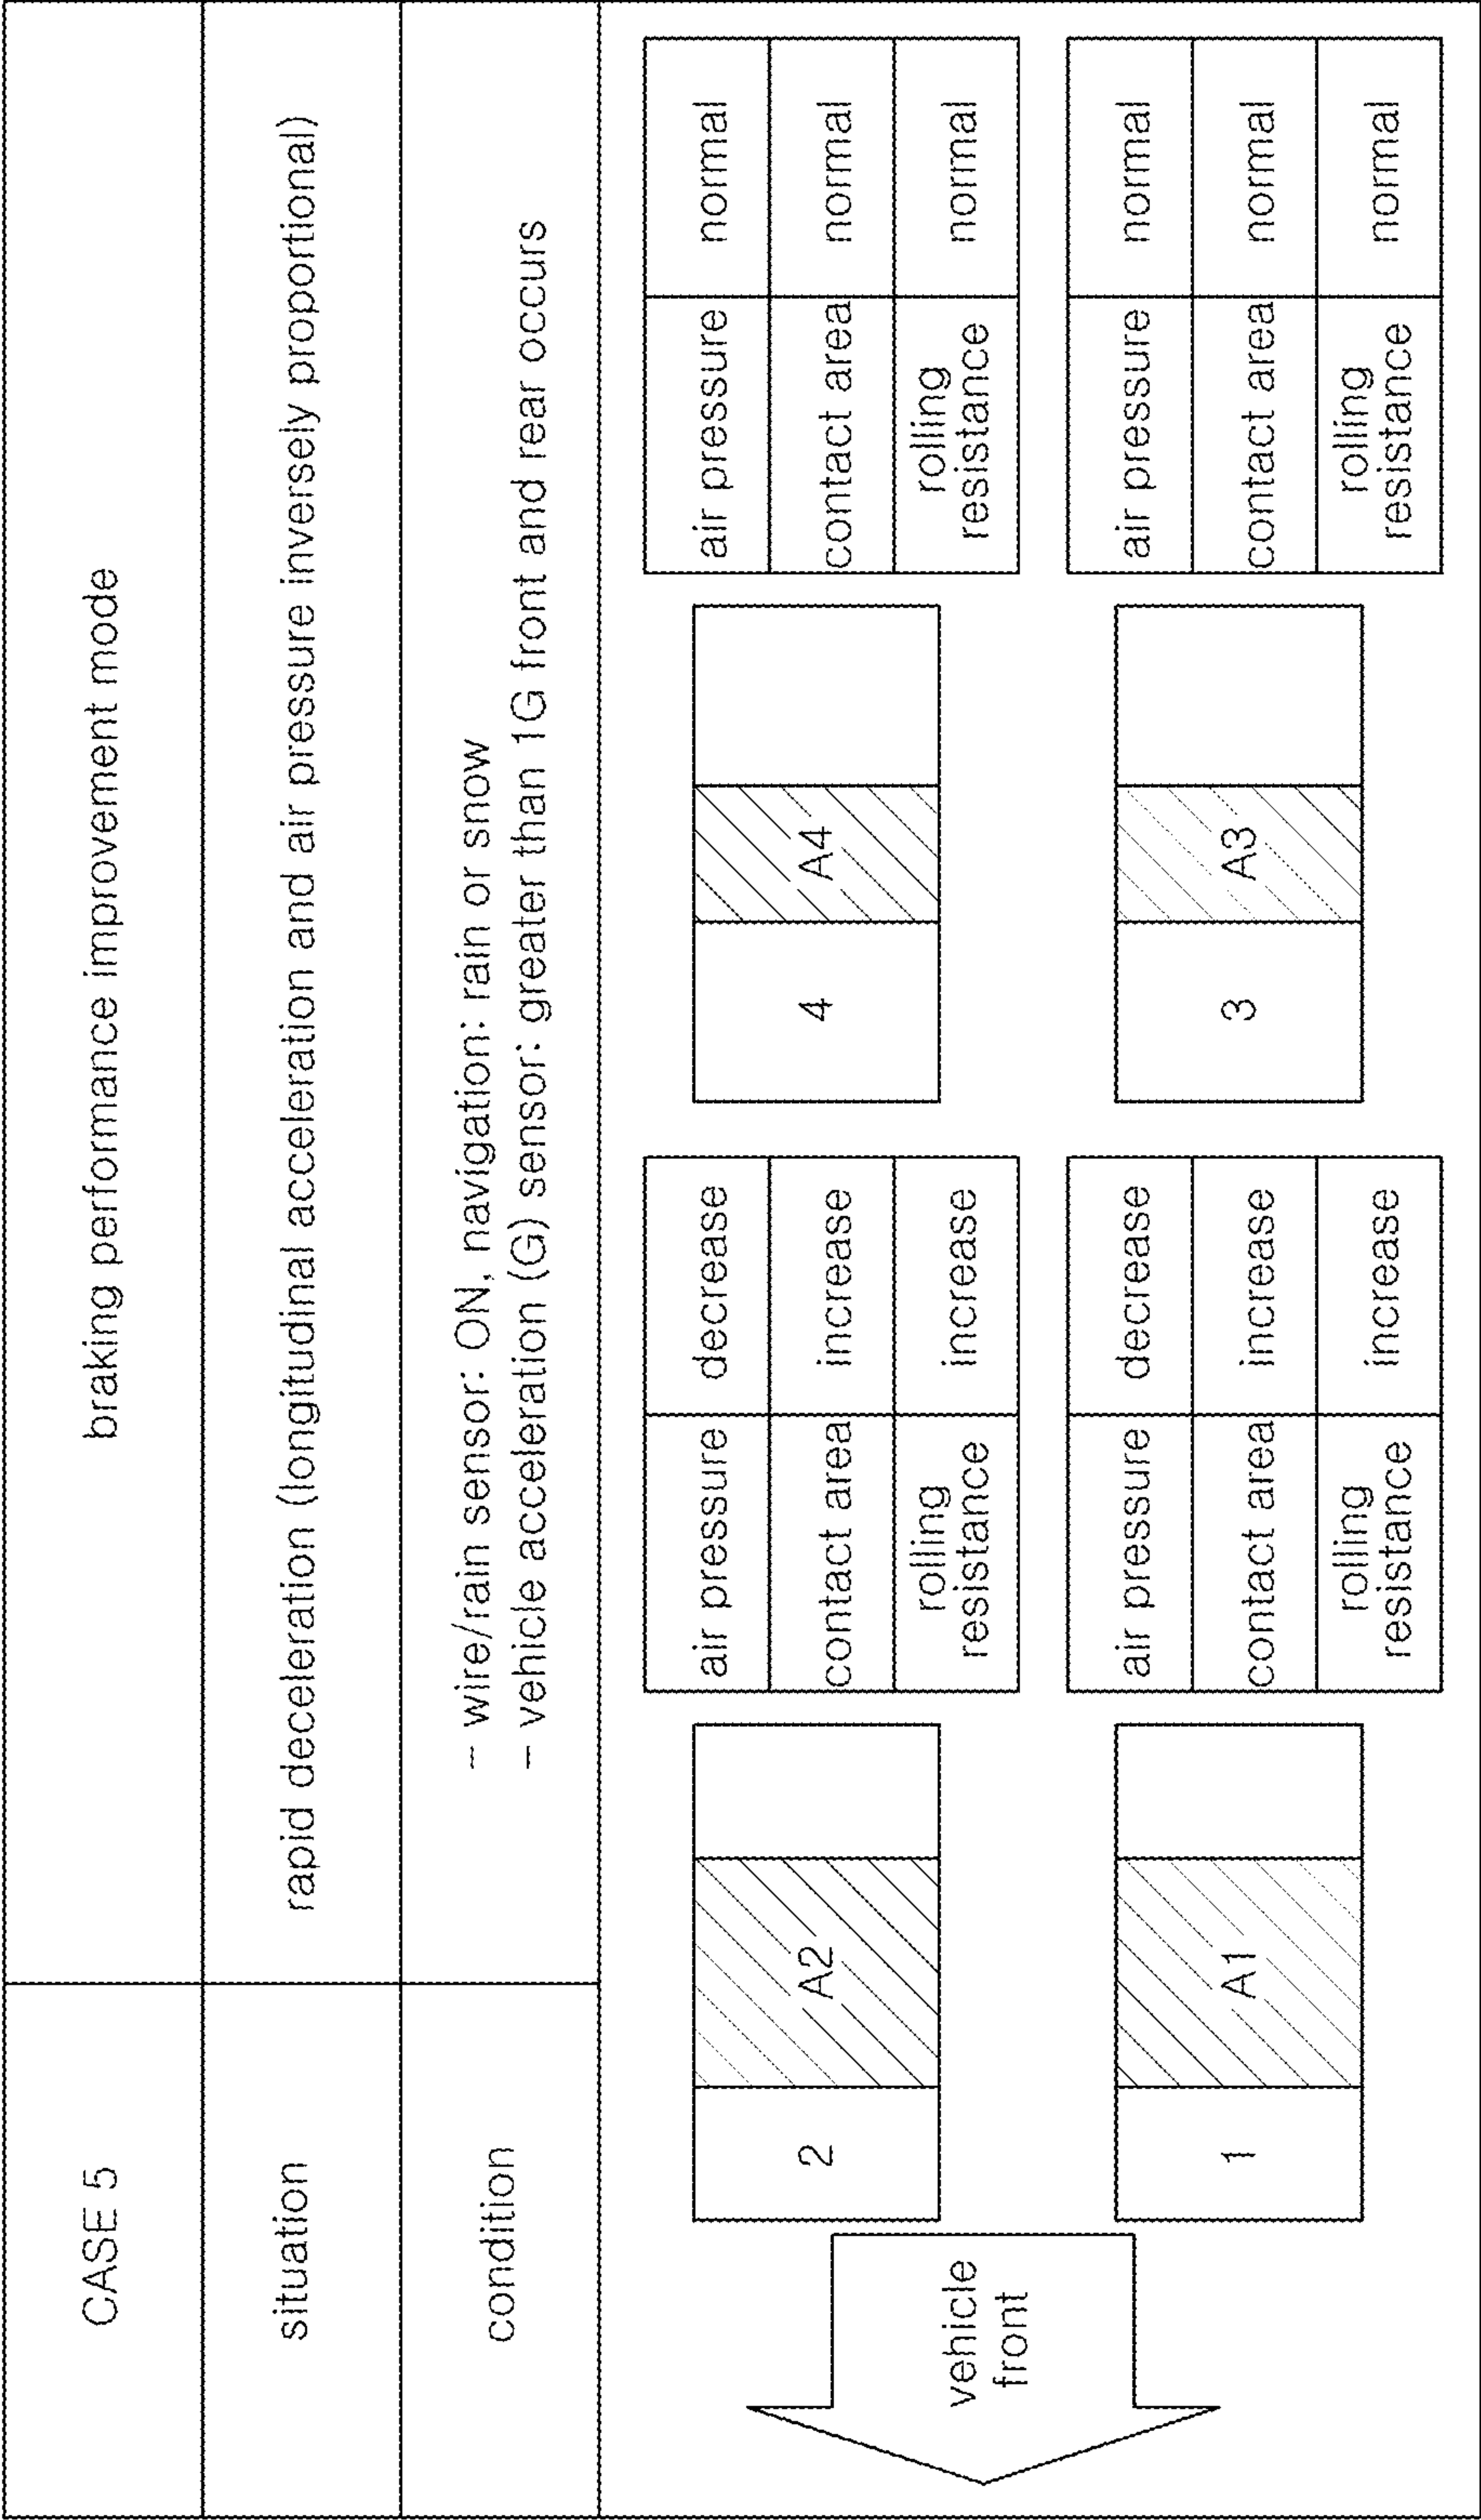 CASE 5
braking performance improvement mode
situation
rapid deceleration (longitudinal acceleration and air pressure inversely proportional)
condition
- wire/rain sensor: ON, navigation: rain or snow
- vehicle acceleration (G) sensor: greater than 1G front and rear occurs
vehicle
front
2
A2
air pressure
decrease
contact area
increase
rolling
resistance
increase
4
A4
air pressure
normal
contact area
normal
rolling
resistance
normal
1
A1
air pressure
decrease
contact area
increase
rolling
resistance
increase
3
A3
air pressure
normal
contact area
normal
rolling
resistance
normal